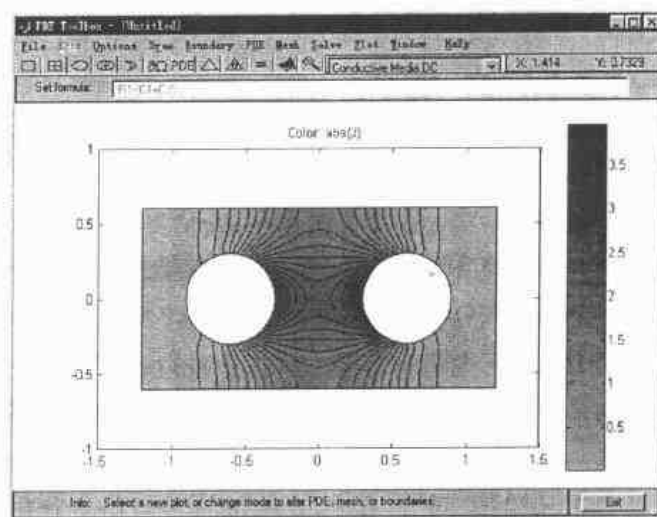 PDE Toolbox - [Untitled]
File Edit Options Draw Boundary PDE Mesh Solve Plot Window Help
PDE = Conductive Media DC X: 1.414 Y: 0.7329
Set formula:
Color: abs(J)
1
0.5
0
-0.5
-1
-1.5 -1 -0.5 0 0.5 1 1.5
3.5
3
2.5
2
1.5
1
0.5
Info: Select a new plot, or change mode to alter PDE, mesh, or boundaries.
Exit